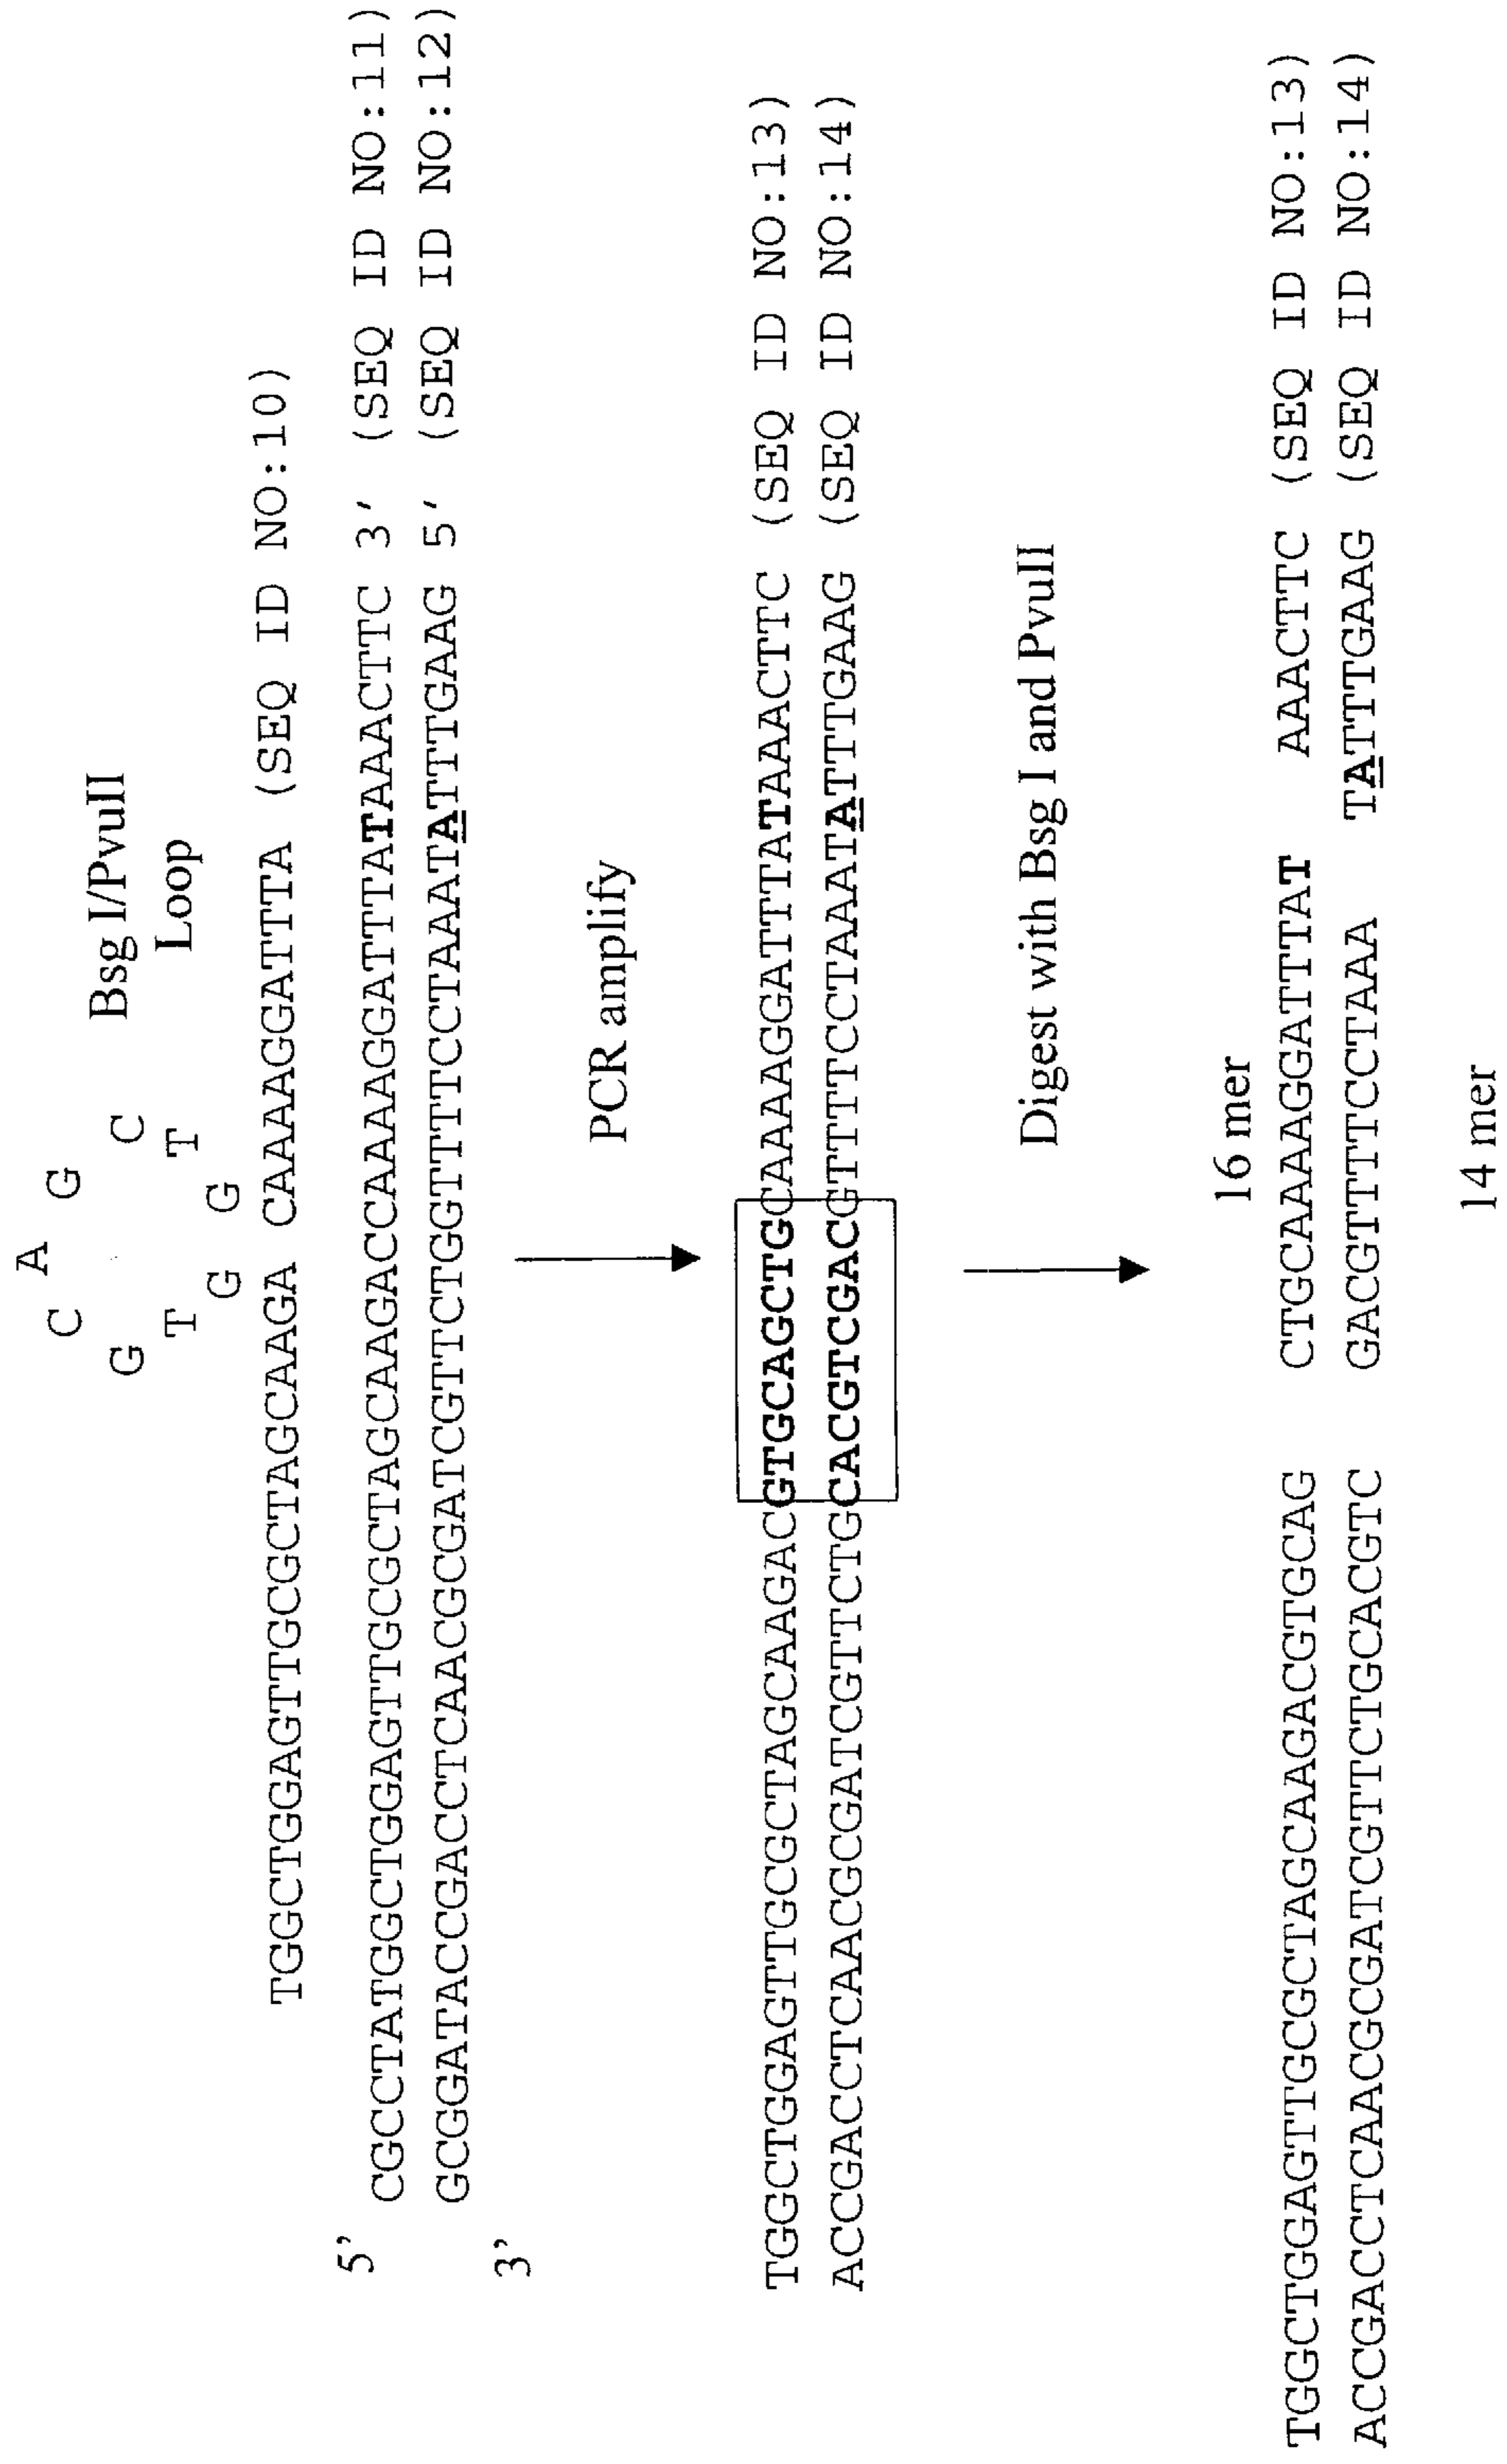 A
C G
G C Bsg I/PvuII
T T Loop
G G
TGGCTGGAGTTGCGCTAGCAAGA CAAAAGGATTTA (SEQ ID NO:10)
5'
CGCCTATGGCTGGAGTTGCGCTAGCAAGACCAAAAGGATTTATAAACTTC 3' (SEQ ID NO:11)
GCGGATACCGACCTCAACGCGATCGTTCTGGTTTTCCTAAATATTTGAAG 5' (SEQ ID NO:12)
3'
PCR amplify
TGGCTGGAGTTGCGCTAGCAAGACGTGCAGCTGCAAAAGGATTTATAAACTTC (SEQ ID NO:13)
ACCGACCTCAACGCGATCGTTCTGCACGTCGACGTTTTCCTAAATATTTGAAG (SEQ ID NO:14)
Digest with Bsg I and PvuII
16 mer
TGGCTGGAGTTGCGCTAGCAAGACGTGCAG CTGCAAAAGGATTTAT AAACTTC (SEQ ID NO:13)
ACCGACCTCAACGCGATCGTTCTGCACGTC GACGTTTTCCTAAA TATTTGAAG (SEQ ID NO:14)
14 mer